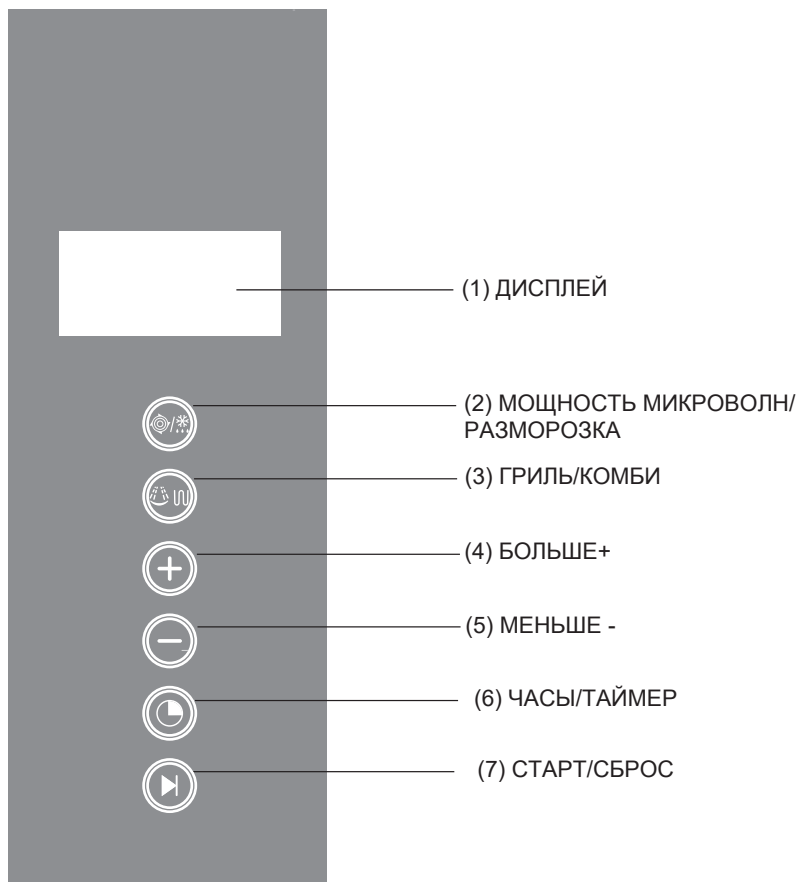 (1) ДИСПЛЕЙ
(2) МОЩНОСТЬ МИКРОВОЛН/
РАЗМОРОЗКА
(3) ГРИЛЬ/КОМБИ
(4) БОЛЬШЕ+
(5) МЕНЬШЕ -
(6) ЧАСЫ/ТАЙМЕР
(7) СТАРТ/СБРОС